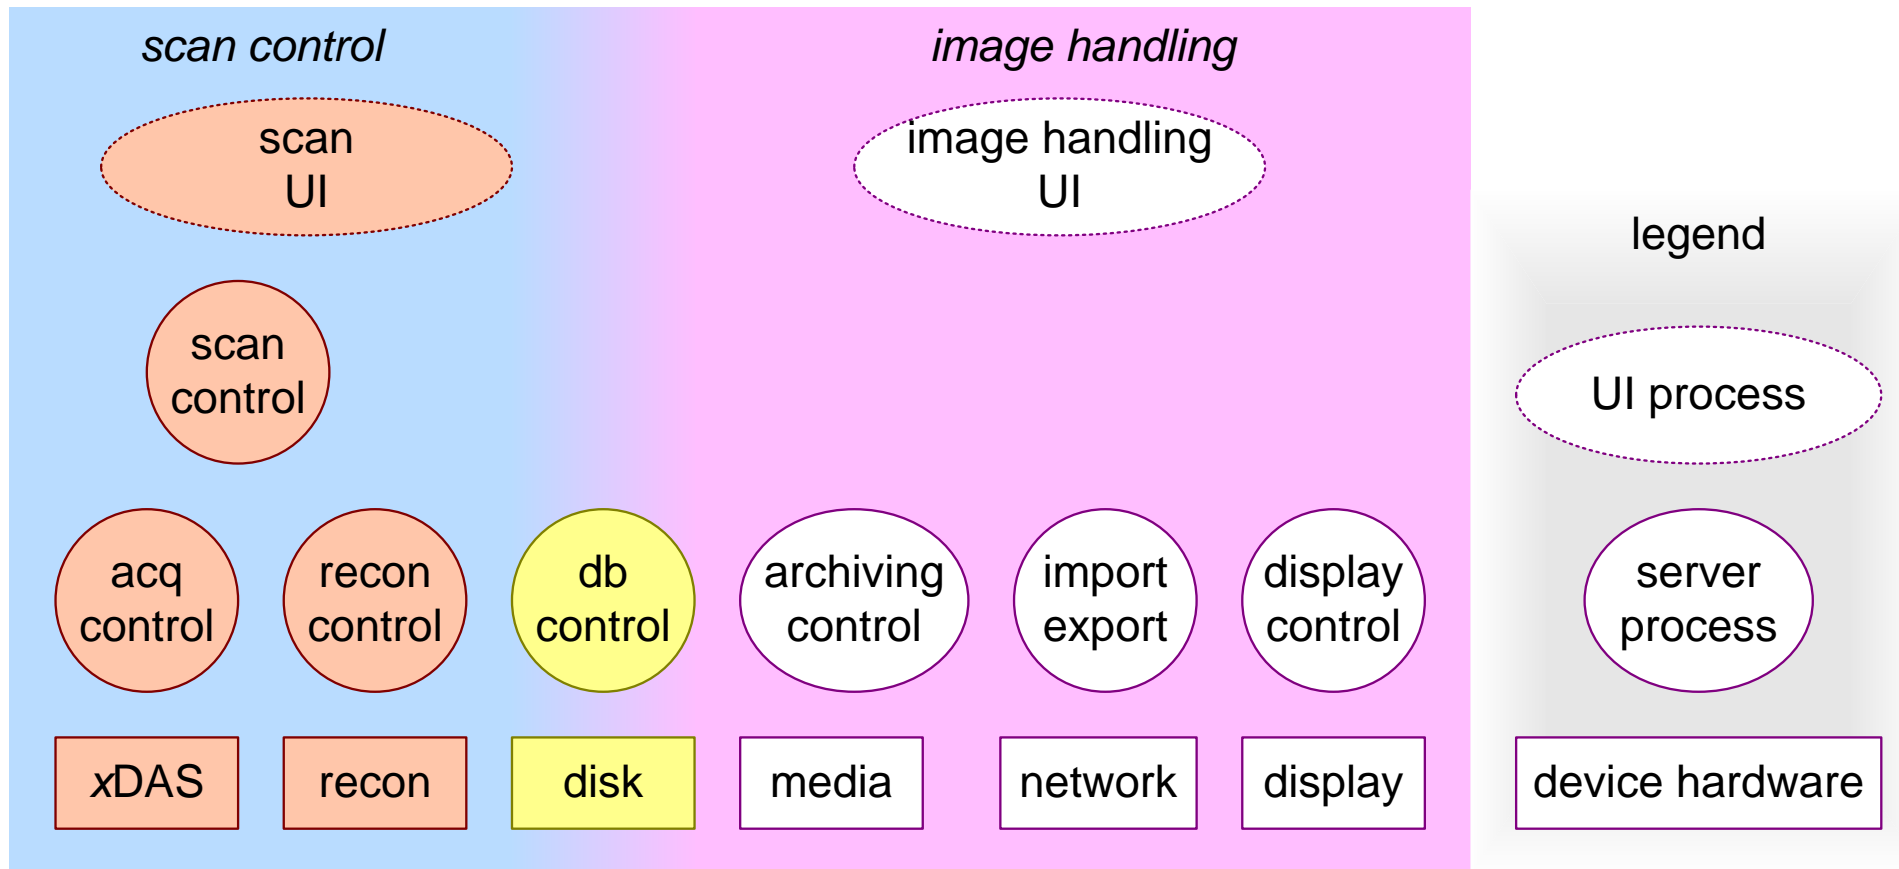 scan control
image handling
scan
UI
image handling
UI
legend
scan
control
UI process
acq
control
recon
control
db
control
archiving
control
import
export
display
control
server
process
xDAS
recon
disk
media
network
display
device hardware